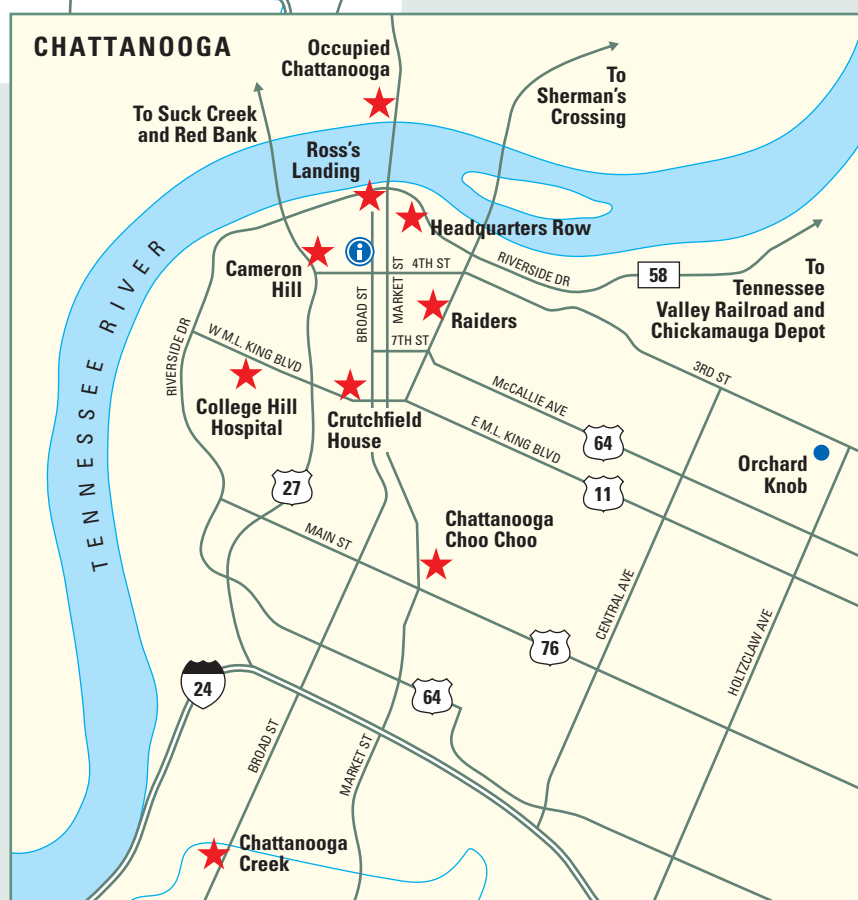 CHATTANOOGA
Occupied
Chattanooga
To
Sherman's
Crossing
To Suck Creek
and Red Bank
Ross's
Landing
Headquarters Row
TENNESSEE RIVER
Cameron
Hill
i
4TH ST
RIVERSIDE DR
58
To
Tennessee
Valley Railroad and
Chickamauga Depot
BROAD ST
MARKET ST
Raiders
RIVERSIDE DR
W M.L. KING BLVD
7TH ST
3RD ST
College Hill
Hospital
Crutchfield
House
McCALLIE AVE
E M.L. KING BLVD
64
11
Orchard
Knob
27
MAIN ST
Chattanooga
Choo Choo
CENTRAL AVE
HOLTZCLAW AVE
76
24
64
BROAD ST
MARKET ST
Chattanooga
Creek